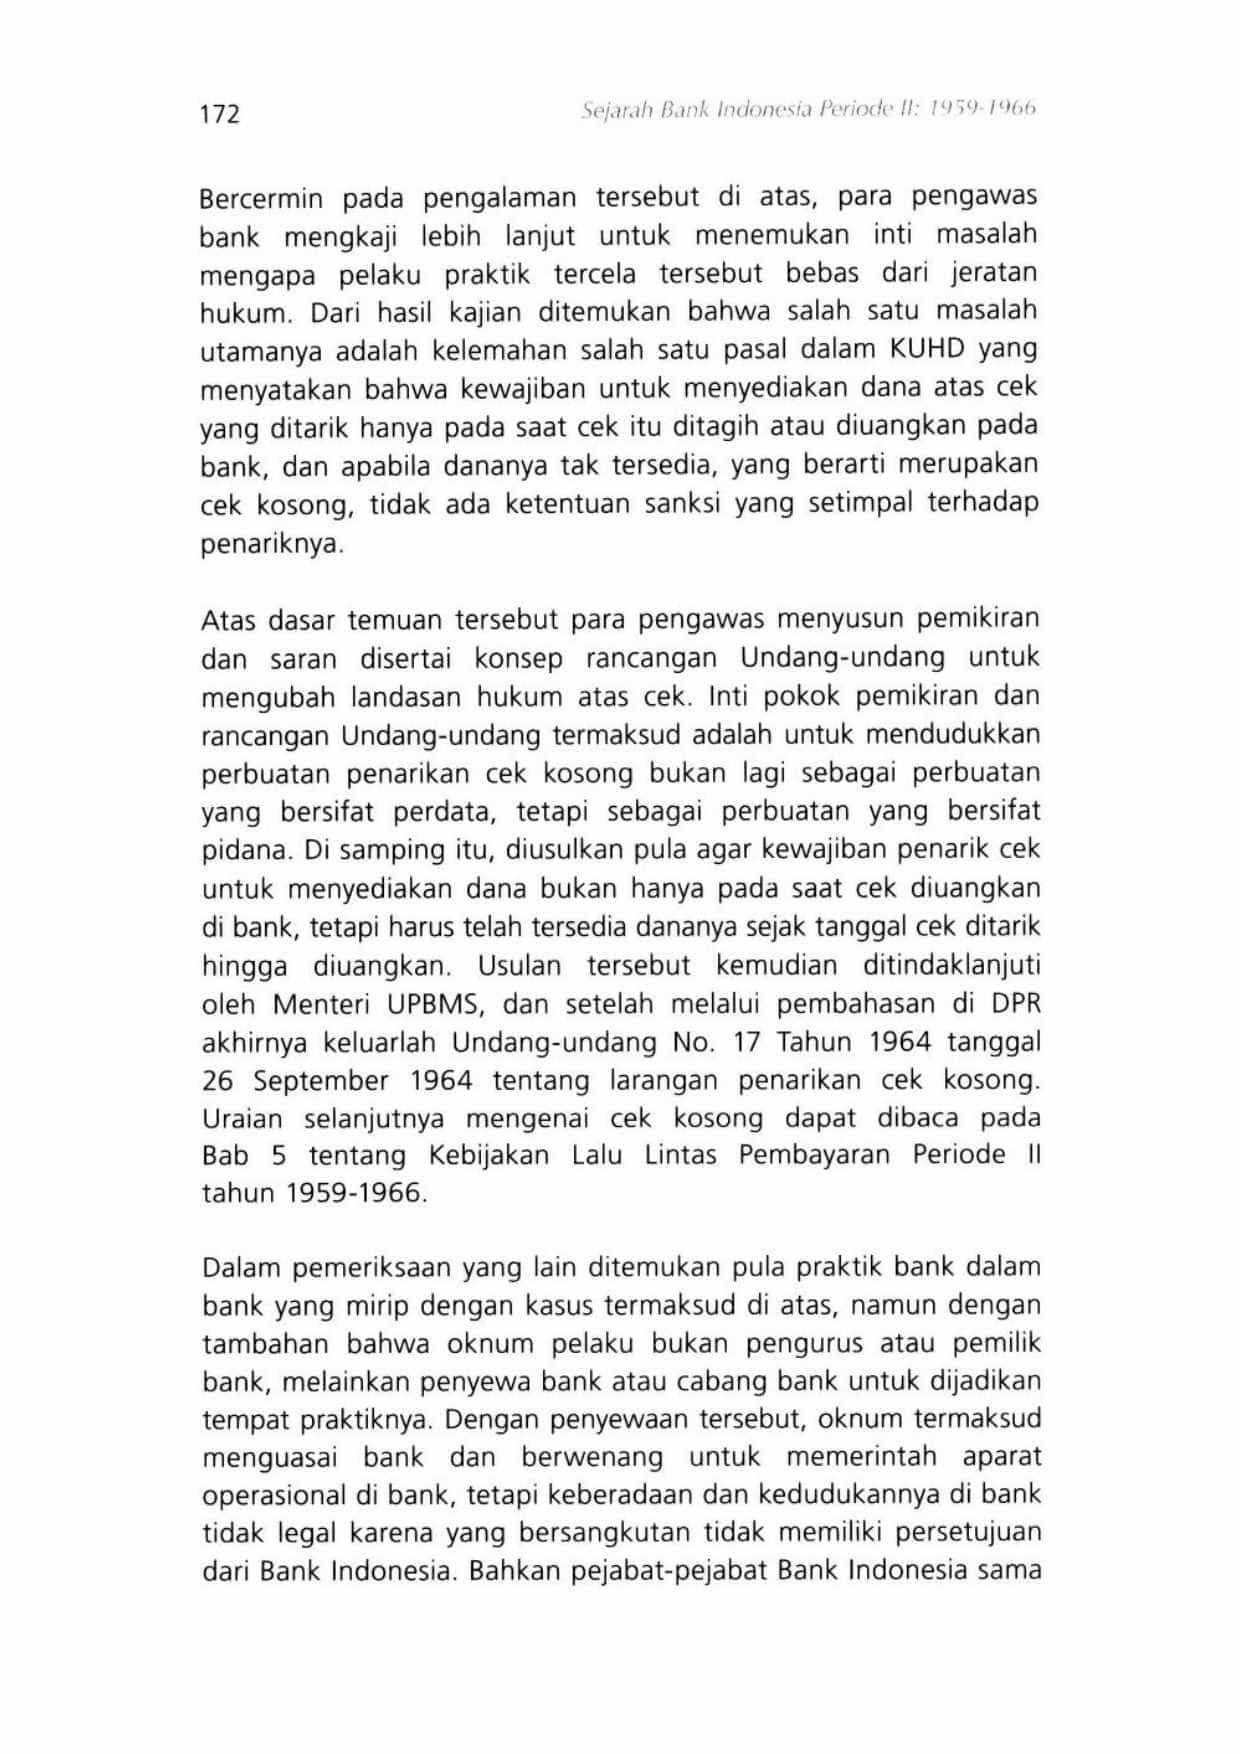 172
Sejarah Bank Indonesia Periode II: 1959-1966
Bercermin pada pengalaman tersebut di atas, para pengawas
bank mengkaji lebih lanjut untuk menemukan inti masalah
mengapa pelaku praktik tercela tersebut bebas dari jeratan
hukum. Dari hasil kajian ditemukan bahwa salah satu masalah
utamanya adalah kelemahan salah satu pasal dalam KUHD yang
menyatakan bahwa kewajiban untuk menyediakan dana atas cek
yang ditarik hanya pada saat cek itu ditagih atau diuangkan pada
bank, dan apabila dananya tak tersedia, yang berarti merupakan
cek kosong, tidak ada ketentuan sanksi yang setimpal terhadap
penariknya.
Atas dasar temuan tersebut para pengawas menyusun pemikiran
dan saran disertai konsep rancangan Undang-undang untuk
mengubah landasan hukum atas cek. Inti pokok pemikiran dan
rancangan Undang-undang termaksud adalah untuk mendudukkan
perbuatan penarikan cek kosong bukan lagi sebagai perbuatan
yang bersifat perdata, tetapi sebagai perbuatan yang bersifat
pidana. Di samping itu, diusulkan pula agar kewajiban penarik cek
untuk menyediakan dana bukan hanya pada saat cek diuangkan
di bank, tetapi harus telah tersedia dananya sejak tanggal cek ditarik
hingga diuangkan. Usulan tersebut kemudian ditindaklanjuti
oleh Menteri UPBMS, dan setelah melalui pembahasan di DPR
akhirnya keluarlah Undang-undang No. 17 Tahun 1964 tanggal
26 September 1964 tentang larangan penarikan cek kosong.
Uraian selanjutnya mengenai cek kosong dapat dibaca pada
Bab 5 tentang Kebijakan Lalu Lintas Pembayaran Periode II
tahun 1959-1966.
Dalam pemeriksaan yang lain ditemukan pula praktik bank dalam
bank yang mirip dengan kasus termaksud di atas, namun dengan
tambahan bahwa oknum pelaku bukan pengurus atau pemilik
bank, melainkan penyewa bank atau cabang bank untuk dijadikan
tempat praktiknya. Dengan penyewaan tersebut, oknum termaksud
menguasai bank dan berwenang untuk memerintah aparat
operasional di bank, tetapi keberadaan dan kedudukannya di bank
tidak legal karena yang bersangkutan tidak memiliki persetujuan
dari Bank Indonesia. Bahkan pejabat-pejabat Bank Indonesia sama